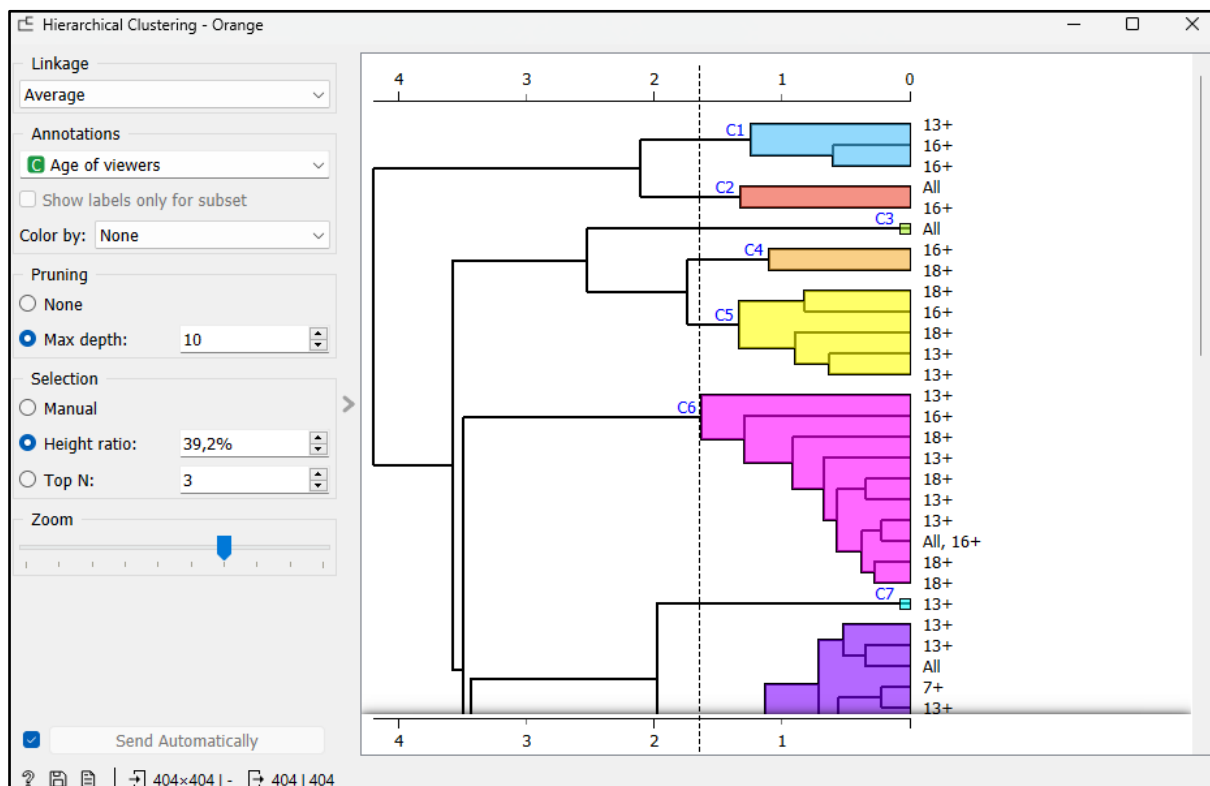 Hierarchical Clustering - Orange
Linkage
Average
Annotations
C Age of viewers
Show labels only for subset
Color by: None
Pruning
None
Max depth: 10
Selection
Manual
Height ratio: 39,2%
Top N: 3
Zoom
Send Automatically
? 404×404 | - 404 | 404
4 3 2 1 0
C1 13+
16+
16+
C2 All
16+
C3 All
C4 16+
18+
18+
C5 16+
18+
13+
13+
C6 13+
16+
18+
13+
18+
13+
13+
All, 16+
18+
18+
C7 13+
13+
13+
All
7+
13+
4 3 2 1